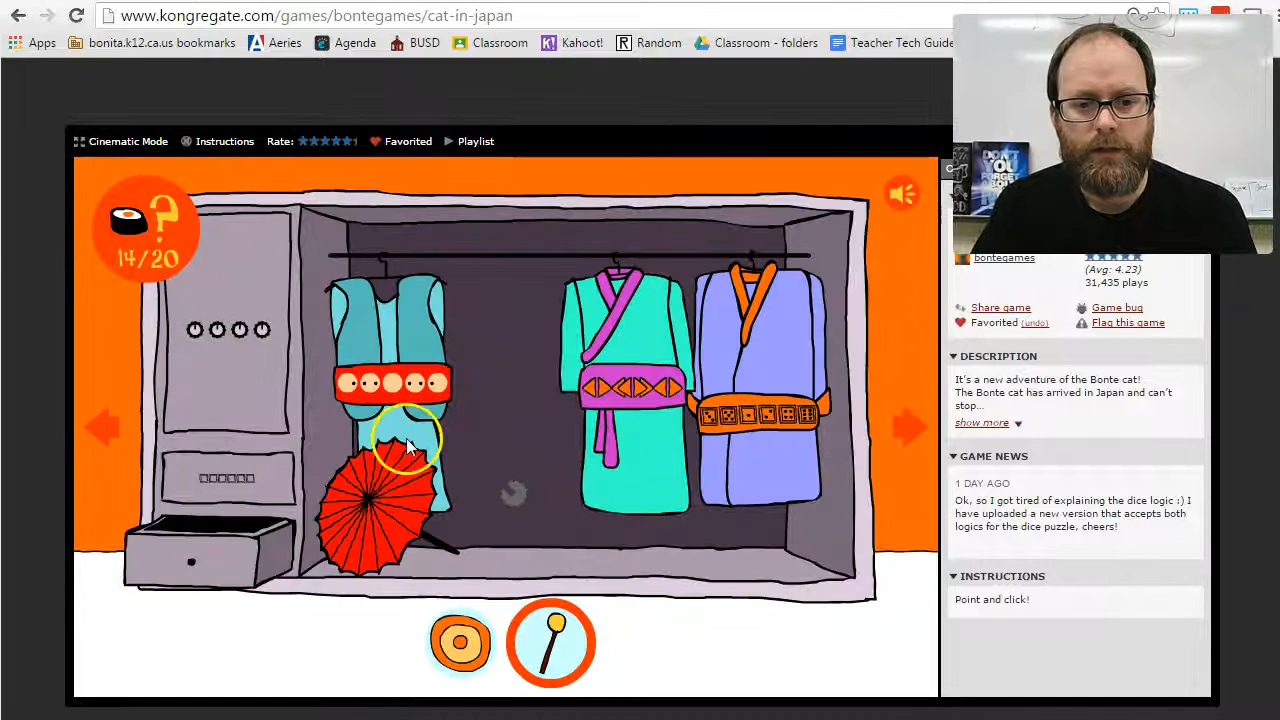 www.kongregate.com/games/bontegames/cat-in-japan
Apps bonita.k12.ca.us bookmarks Aeries Agenda BUSD Classroom Kahoot! Random Classroom - folders Teacher Tech Guide
Cinematic Mode Instructions Rate: Favorited Playlist
DON'T
YOU
FORGET
ABOUT
14/20
bontegames
(Avg: 4.23)
31,435 plays
Share game Game bug
Favorited (undo) Flag this game
DESCRIPTION
It's a new adventure of the Bonte cat!
The Bonte cat has arrived in Japan and can't
stop...
show more
GAME NEWS
1 DAY AGO
Ok, so I got tired of explaining the dice logic :) I
have uploaded a new version that accepts both
logics for the dice puzzle, cheers!
INSTRUCTIONS
Point and click!